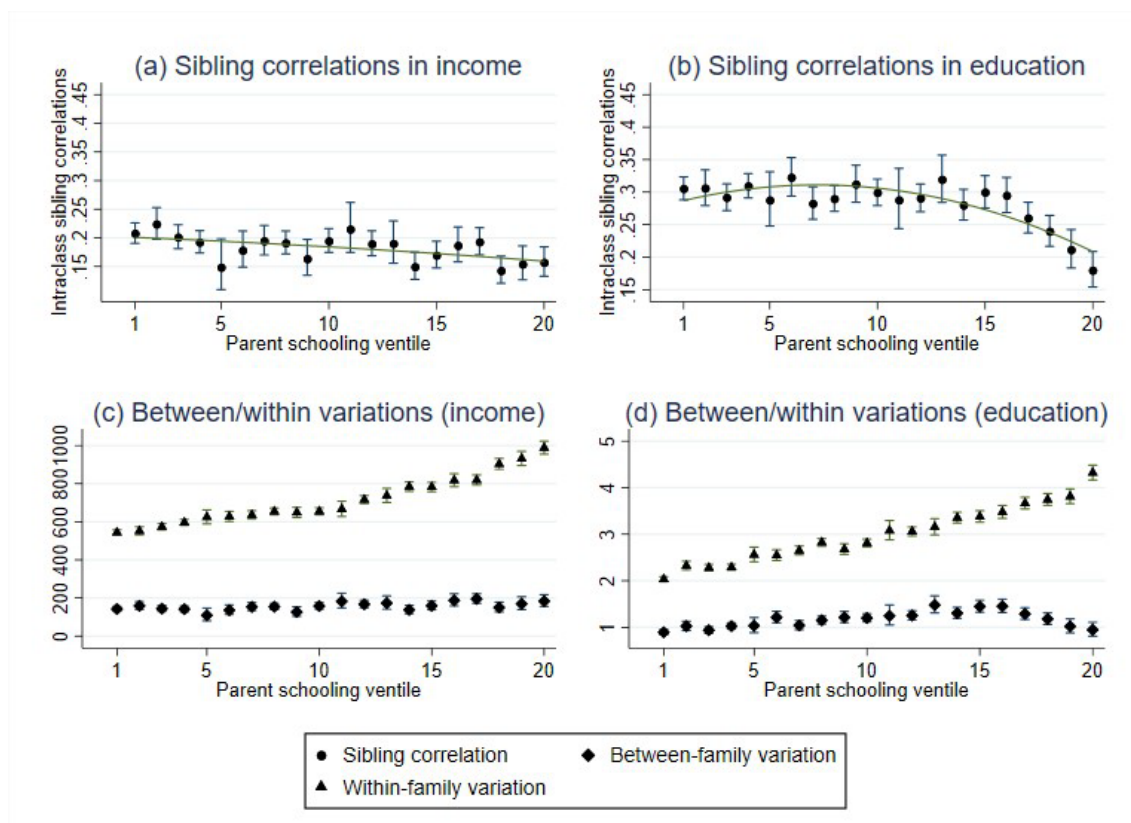 (a) Sibling correlations in income
Intraclass sibling correlations
.45
.4
.35
.3
.25
.2
.15
1 5 10 15 20
Parent schooling ventile
(b) Sibling correlations in education
Intraclass sibling correlations
.45
.4
.35
.3
.25
.2
.15
1 5 10 15 20
Parent schooling ventile
(c) Between/within variations (income)
1000
800
600
400
200
0
1 5 10 15 20
Parent schooling ventile
(d) Between/within variations (education)
5
4
3
2
1
1 5 10 15 20
Parent schooling ventile
Sibling correlation Between-family variation
Within-family variation